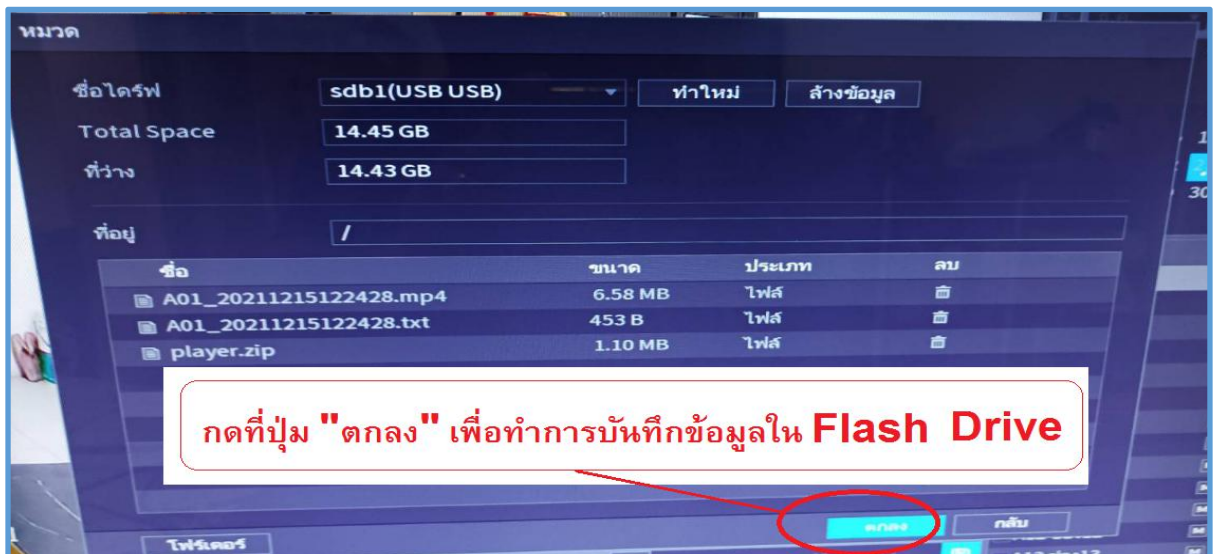 หมวด
ชื่อไดร์ฟ sdb1(USB USB) ทำใหม่ ล้างข้อมูล
Total Space 14.45 GB
ที่ว่าง 14.43 GB
ที่อยู่ /
ชื่อ ขนาด ประเภท ลบ
A01_20211215122428.mp4 6.58 MB ไฟล์
A01_20211215122428.txt 453 B ไฟล์
player.zip 1.10 MB ไฟล์
กดที่ปุ่ม "ตกลง" เพื่อทำการบันทึกข้อมูลใน Flash Drive
ตกลง กลับ
โฟร์เดอร์
30